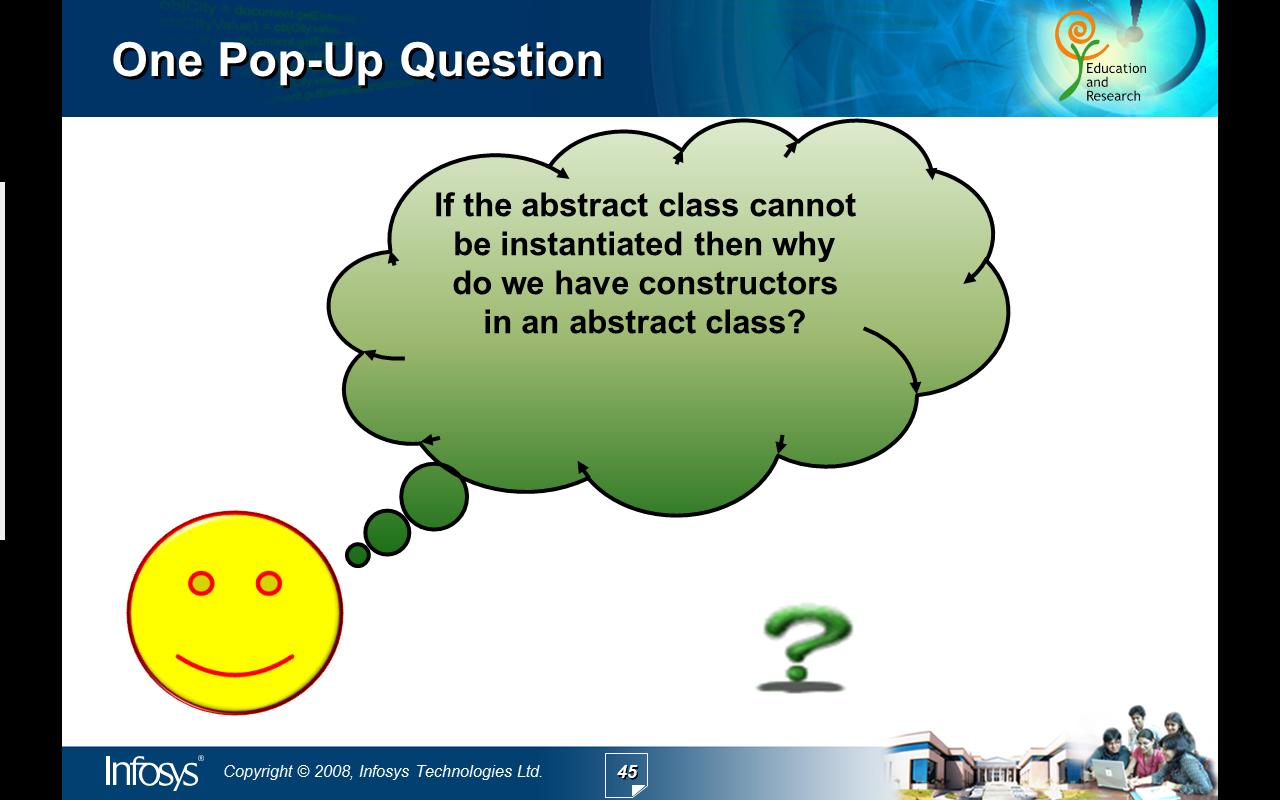 One Pop-Up Question
Education
and
Research
If the abstract class cannot
be instantiated then why
do we have constructors
in an abstract class?
?
Infosys®
Copyright © 2008, Infosys Technologies Ltd.
45